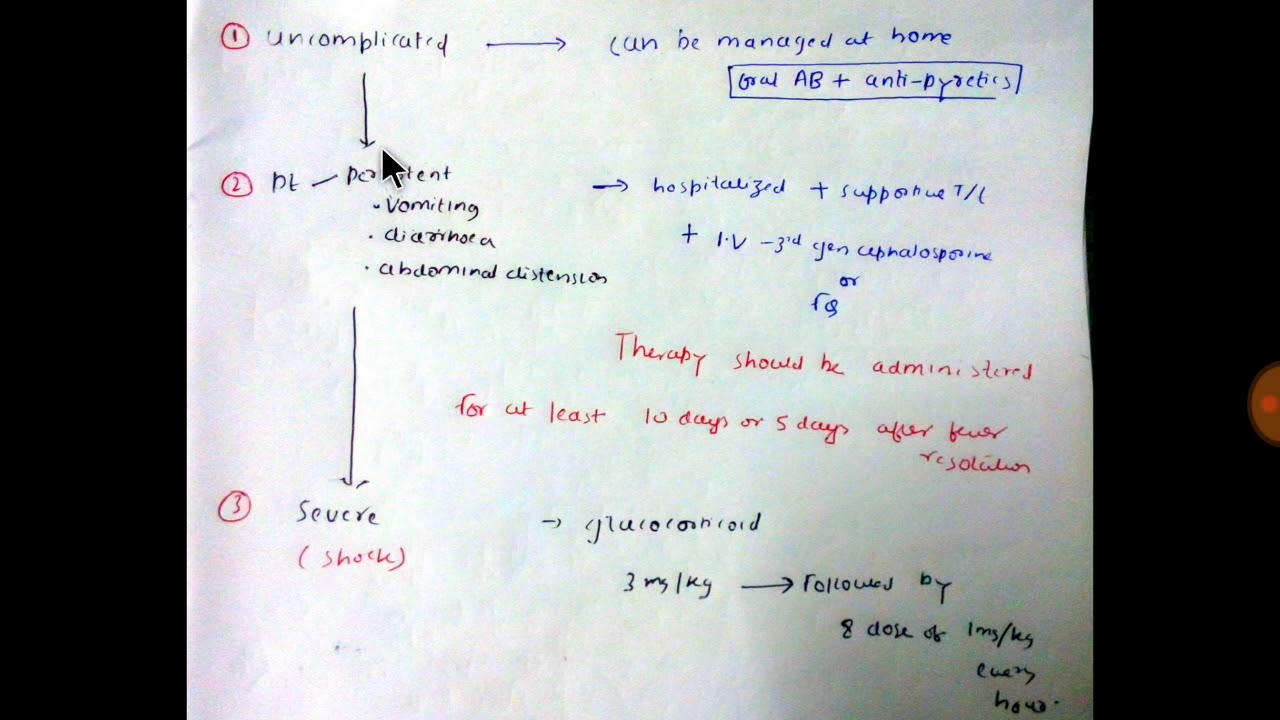 ① uncomplicated → can be managed at home
oral AB + anti-pyretics
② Pt – → hospitalized + supportive T/t
• Vomiting + I.V – 3rd gen cephalosporine
• diarrhoea or
• abdominal distension FQ
Therapy should be administered
for at least 10 days or 5 days after fever
resolution
③ Severe → glucocorticoid
(shock)
3 mg/kg → followed by
8 dose of 1mg/kg
every
hour.